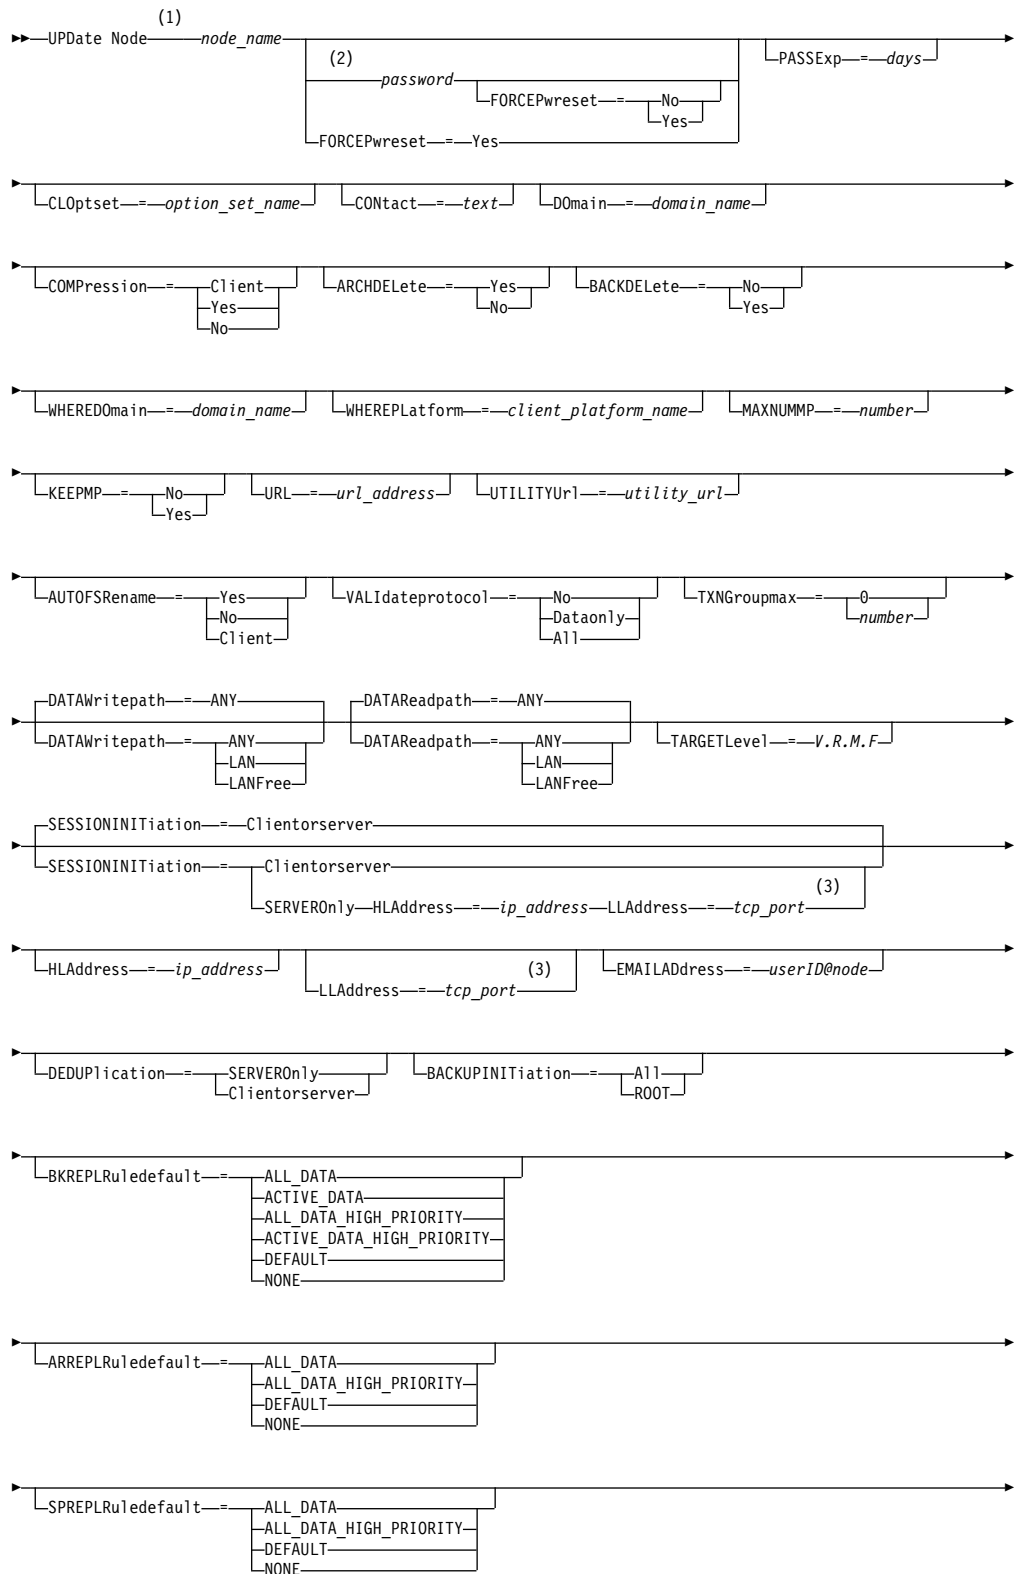 (1)
UPDate Node node_name
(2)
password
FORCEPwreset = No
Yes
FORCEPwreset = Yes
PASSExp = days
CLOptset = option_set_name CONtact = text DOmain = domain_name
COMPression = Client ARCHDELete = Yes BACKDELete = No
Yes No Yes
No
WHEREDOmain = domain_name WHEREPLatform = client_platform_name MAXNUMMP = number
KEEPMP = No URL = url_address UTILITYUrl = utility_url
Yes
AUTOFSRename = Yes VALIdateprotocol = No TXNGroupmax = 0
No Dataonly number
Client All
DATAWritepath = ANY DATAReadpath = ANY
DATAWritepath = ANY DATAReadpath = ANY TARGETLevel = V.R.M.F
LAN LAN
LANFree LANFree
SESSIONINITiation = Clientorserver
SESSIONINITiation = Clientorserver
(3)
SERVEROnly HLAddress = ip_address LLAddress = tcp_port
HLAddress = ip_address (3) EMAILADdress = userID@node
LLAddress = tcp_port
DEDUPlication = SERVEROnly BACKUPINITiation = All
Clientorserver ROOT
BKREPLRuledefault = ALL_DATA
ACTIVE_DATA
ALL_DATA_HIGH_PRIORITY
ACTIVE_DATA_HIGH_PRIORITY
DEFAULT
NONE
ARREPLRuledefault = ALL_DATA
ALL_DATA_HIGH_PRIORITY
DEFAULT
NONE
SPREPLRuledefault = ALL_DATA
ALL_DATA_HIGH_PRIORITY
DEFAULT
NONE